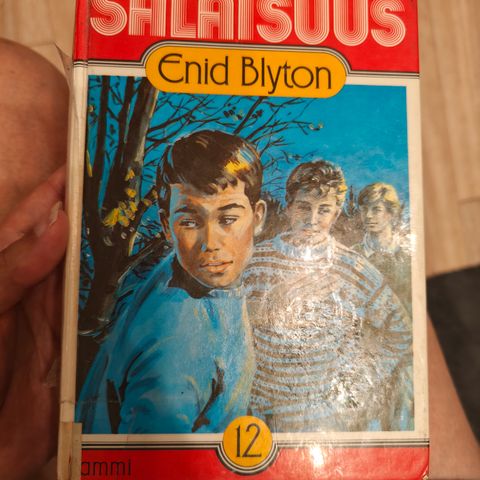 SALAISUUS
Enid Blyton
12
ammi